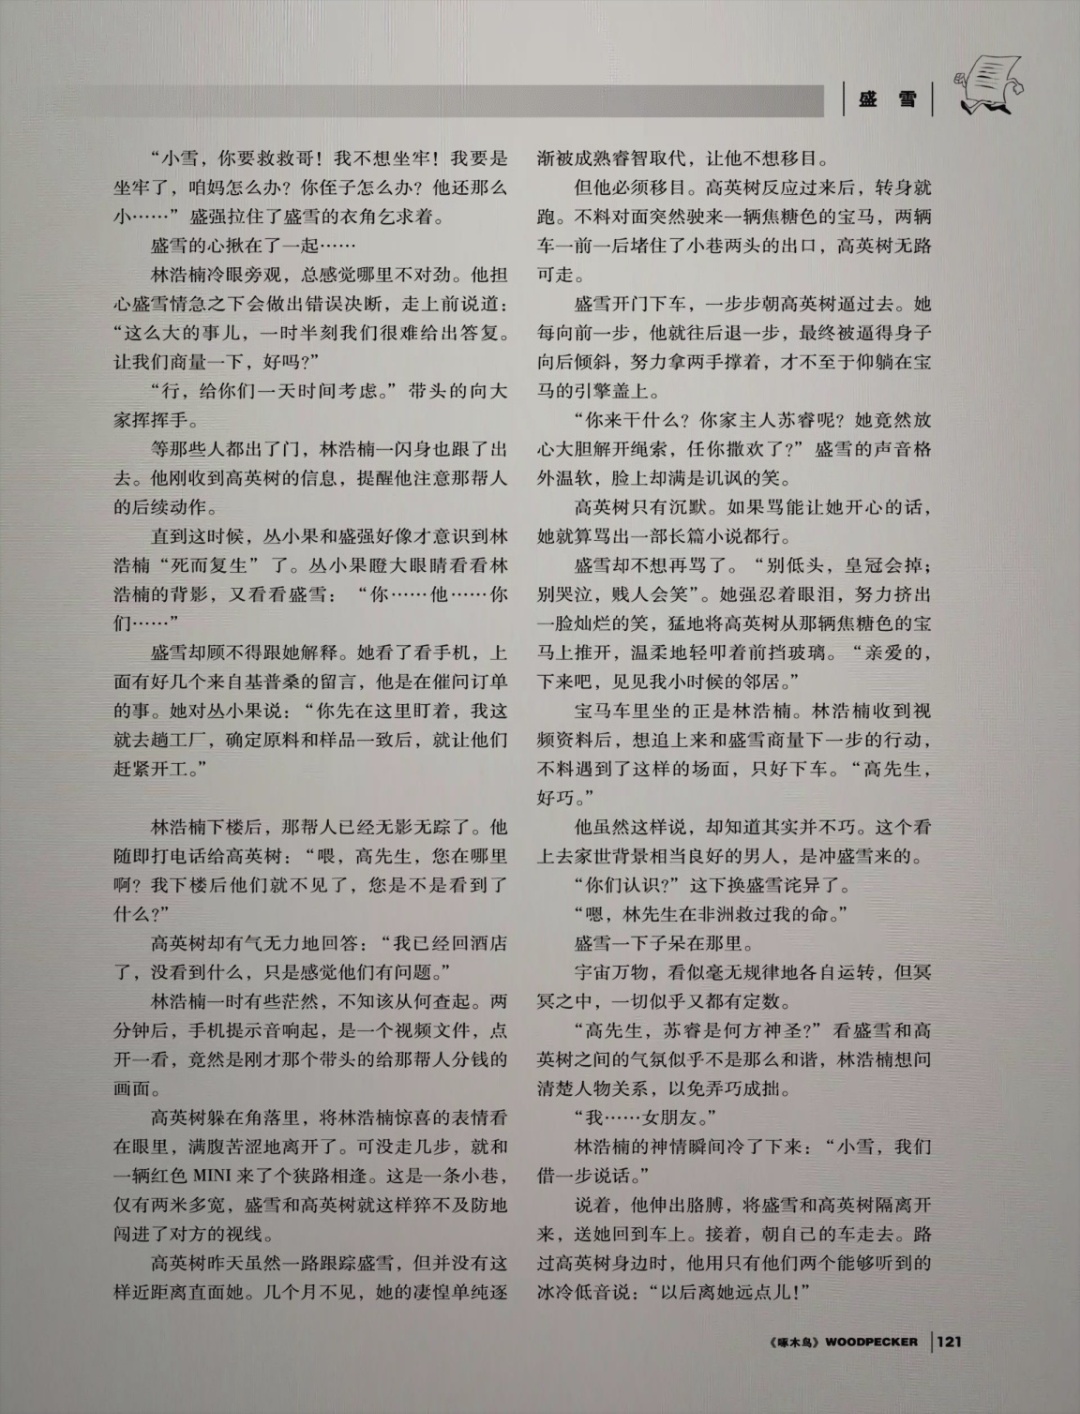 盛 雪
“小雪，你要救救哥！我不想坐牢！我要是
坐牢了，咱妈怎么办？你侄子怎么办？他还那么
小……”盛强拉住了盛雪的衣角乞求着。
盛雪的心揪在了一起……
林浩楠冷眼旁观，总感觉哪里不对劲。他担
心盛雪情急之下会做出错误决断，走上前说道：
“这么大的事儿，一时半刻我们很难给出答复。
让我们商量一下，好吗？”
“行，给你们一天时间考虑。”带头的向大
家挥挥手。
等那些人都出了门，林浩楠一闪身也跟了出
去。他刚收到高英树的信息，提醒他注意那帮人
的后续动作。
直到这时候，丛小果和盛强好像才意识到林
浩楠“死而复生”了。丛小果瞪大眼睛看看林
浩楠的背影，又看看盛雪：“你……他……你
们……”
盛雪却顾不得跟她解释。她看了看手机，上
面有好几个来自基普桑的留言，他是在催问订单
的事。她对丛小果说：“你先在这里盯着，我这
就去趟工厂，确定原料和样品一致后，就让他们
赶紧开工。”
林浩楠下楼后，那帮人已经无影无踪了。他
随即打电话给高英树：“喂，高先生，您在哪里
啊？我下楼后他们就不见了，您是不是看到了
什么？”
高英树却有气无力地回答：“我已经回酒店
了，没看到什么，只是感觉他们有问题。”
林浩楠一时有些茫然，不知该从何查起。两
分钟后，手机提示音响起，是一个视频文件，点
开一看，竟然是刚才那个带头的给那帮人分钱的
画面。
高英树躲在角落里，将林浩楠惊喜的表情看
在眼里，满腹苦涩地离开了。可没走几步，就和
一辆红色 MINI 来了个狭路相逢。这是一条小巷，
仅有两米多宽，盛雪和高英树就这样猝不及防地
闯进了对方的视线。
高英树昨天虽然一路跟踪盛雪，但并没有这
样近距离直面她。几个月不见，她的凄惶单纯逐
渐被成熟睿智取代，让他不想移目。
但他必须移目。高英树反应过来后，转身就
跑。不料对面突然驶来一辆焦糖色的宝马，两辆
车一前一后堵住了小巷两头的出口，高英树无路
可走。
盛雪开门下车，一步步朝高英树逼过去。她
每向前一步，他就往后退一步，最终被逼得身子
向后倾斜，努力拿两手撑着，才不至于仰躺在宝
马的引擎盖上。
“你来干什么？你家主人苏睿呢？她竟然放
心大胆解开绳索，任你撒欢了？”盛雪的声音格
外温软，脸上却满是讥讽的笑。
高英树只有沉默。如果骂能让她开心的话，
她就算骂出一部长篇小说都行。
盛雪却不想再骂了。“别低头，皇冠会掉；
别哭泣，贱人会笑”。她强忍着眼泪，努力挤出
一脸灿烂的笑，猛地将高英树从那辆焦糖色的宝
马上推开，温柔地轻叩着前挡玻璃。“亲爱的，
下来吧，见见我小时候的邻居。”
宝马车里坐的正是林浩楠。林浩楠收到视
频资料后，想追上来和盛雪商量下一步的行动，
不料遇到了这样的场面，只好下车。“高先生，
好巧。”
他虽然这样说，却知道其实并不巧。这个看
上去家世背景相当良好的男人，是冲盛雪来的。
“你们认识？”这下换盛雪诧异了。
“嗯，林先生在非洲救过我的命。”
盛雪一下子呆在那里。
宇宙万物，看似毫无规律地各自运转，但冥
冥之中，一切似乎又都有定数。
“高先生，苏睿是何方神圣？”看盛雪和高
英树之间的气氛似乎不是那么和谐，林浩楠想问
清楚人物关系，以免弄巧成拙。
“我……女朋友。”
林浩楠的神情瞬间冷了下来：“小雪，我们
借一步说话。”
说着，他伸出胳膊，将盛雪和高英树隔离开
来，送她回到车上。接着，朝自己的车走去。路
过高英树身边时，他用只有他们两个能够听到的
冰冷低音说：“以后离她远点儿！”
《啄木鸟》WOODPECKER 121